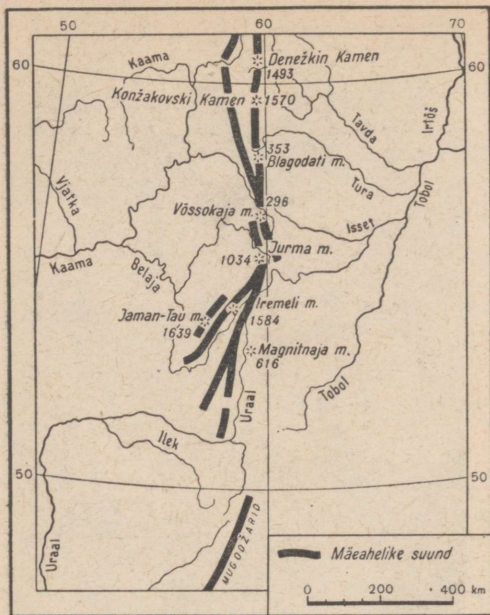 50
60
70
60
60
Kaama
Denežkin Kamen
1493
Konžakovski Kamen
1570
Tavda
Irtõš
353
Blagodati m.
Tura
Tobol
Vjatka
296
Võssokaja m.
Isset
Jurma m.
1034
Kaama
Belaja
Iremeli m.
1584
Jaman-Tau m.
1639
Magnitnaja m.
616
Tobol
Uraal
Ilek
50
50
Uraal
MUGODŽARID
Mäeahelike suund
0 200 400 km